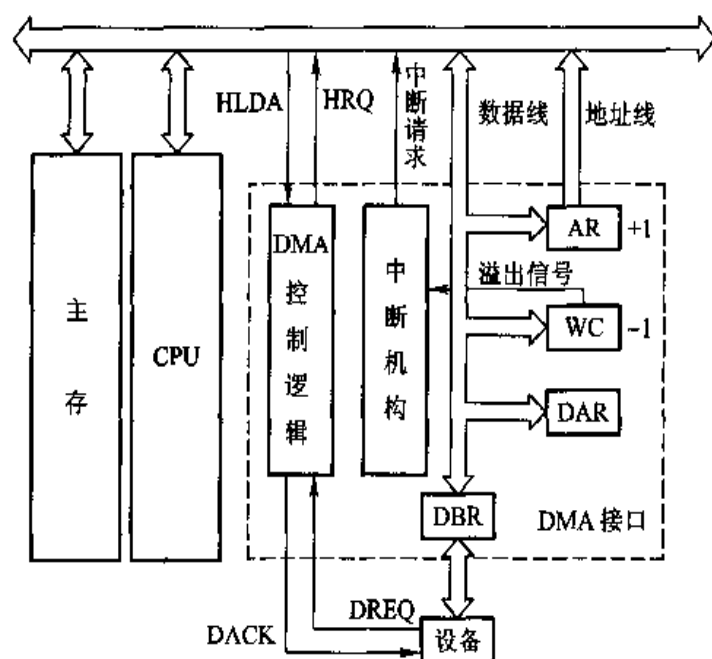 HLDA
HRQ
中断请求
数据线
地址线
主存
CPU
DMA
控制逻辑
中断机构
AR
+1
溢出信号
WC
-1
DAR
DBR
DMA 接口
DREQ
DACK
设备